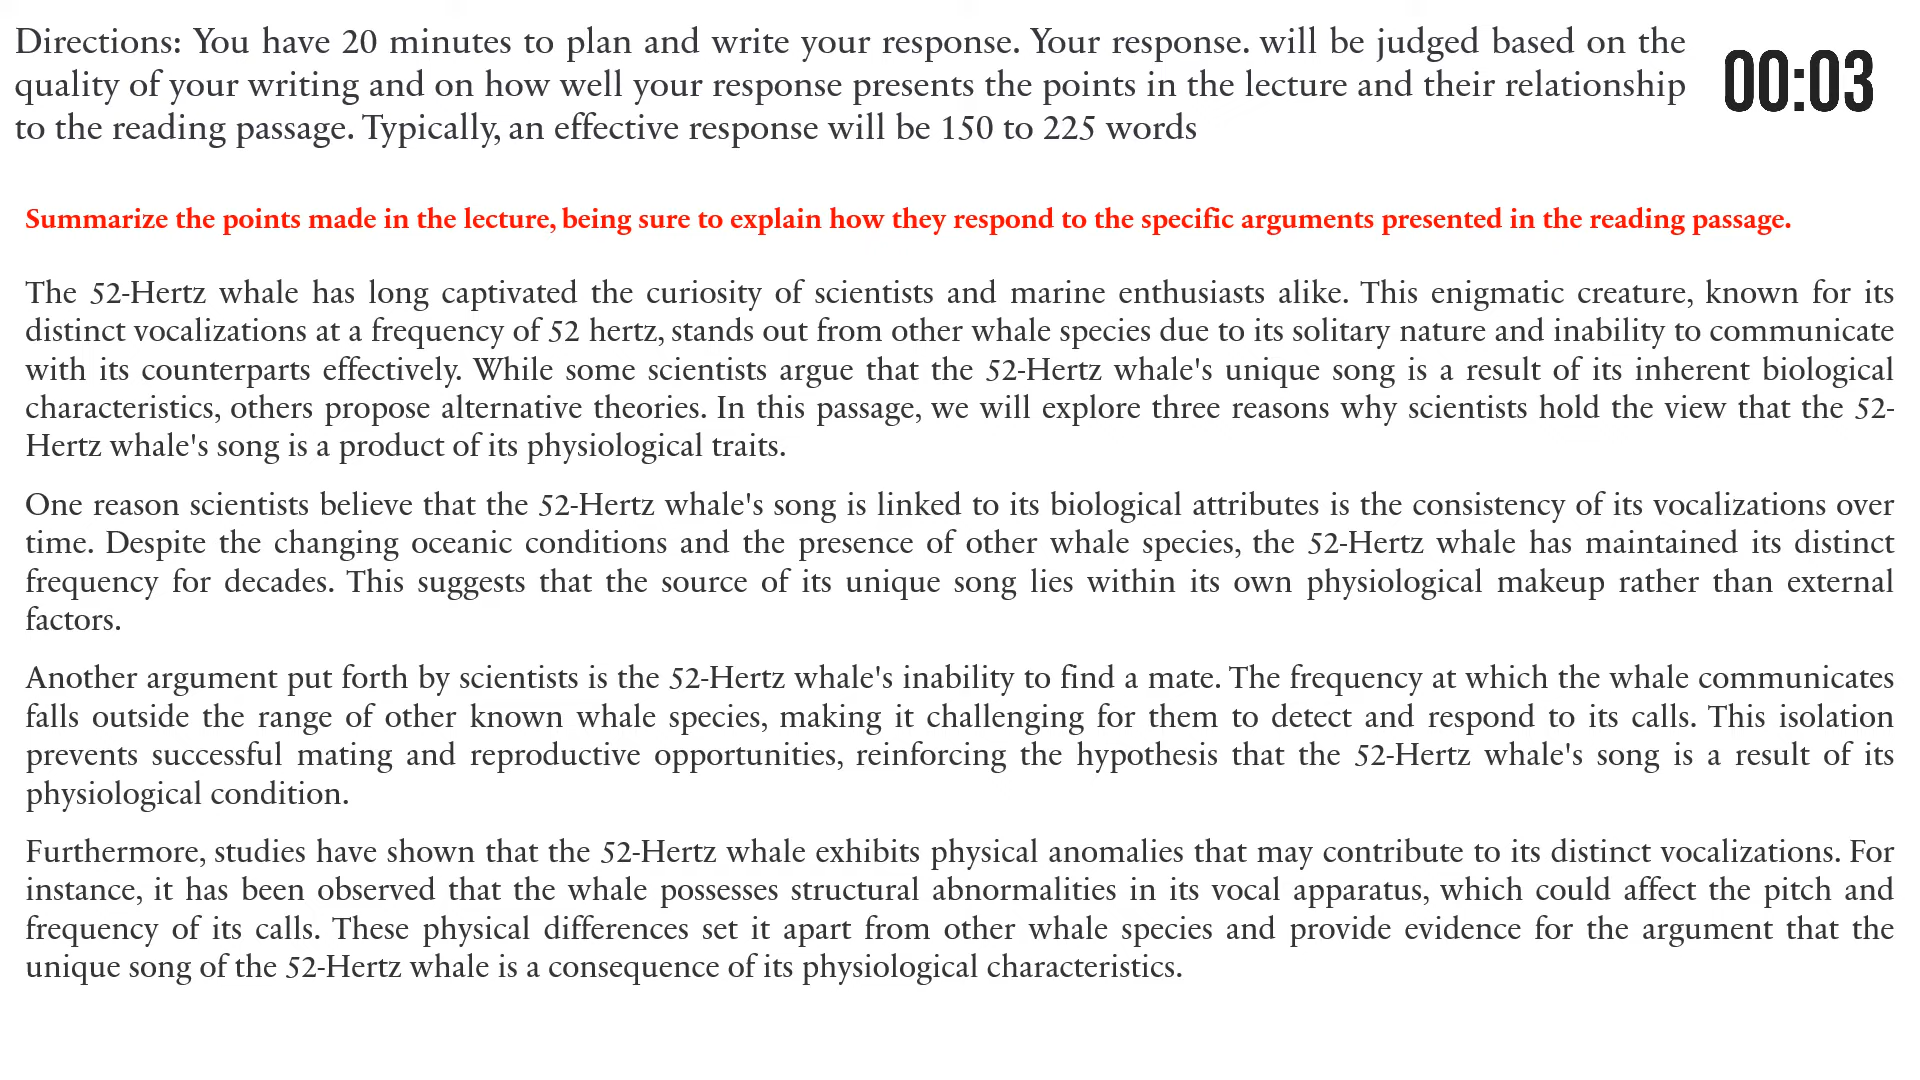 Directions: You have 20 minutes to plan and write your response. Your response. will be judged based on the
quality of your writing and on how well your response presents the points in the lecture and their relationship
to the reading passage. Typically, an effective response will be 150 to 225 words
00:03
Summarize the points made in the lecture, being sure to explain how they respond to the specific arguments presented in the reading passage.
The 52-Hertz whale has long captivated the curiosity of scientists and marine enthusiasts alike. This enigmatic creature, known for its
distinct vocalizations at a frequency of 52 hertz, stands out from other whale species due to its solitary nature and inability to communicate
with its counterparts effectively. While some scientists argue that the 52-Hertz whale's unique song is a result of its inherent biological
characteristics, others propose alternative theories. In this passage, we will explore three reasons why scientists hold the view that the 52-
Hertz whale's song is a product of its physiological traits.
One reason scientists believe that the 52-Hertz whale's song is linked to its biological attributes is the consistency of its vocalizations over
time. Despite the changing oceanic conditions and the presence of other whale species, the 52-Hertz whale has maintained its distinct
frequency for decades. This suggests that the source of its unique song lies within its own physiological makeup rather than external
factors.
Another argument put forth by scientists is the 52-Hertz whale's inability to find a mate. The frequency at which the whale communicates
falls outside the range of other known whale species, making it challenging for them to detect and respond to its calls. This isolation
prevents successful mating and reproductive opportunities, reinforcing the hypothesis that the 52-Hertz whale's song is a result of its
physiological condition.
Furthermore, studies have shown that the 52-Hertz whale exhibits physical anomalies that may contribute to its distinct vocalizations. For
instance, it has been observed that the whale possesses structural abnormalities in its vocal apparatus, which could affect the pitch and
frequency of its calls. These physical differences set it apart from other whale species and provide evidence for the argument that the
unique song of the 52-Hertz whale is a consequence of its physiological characteristics.